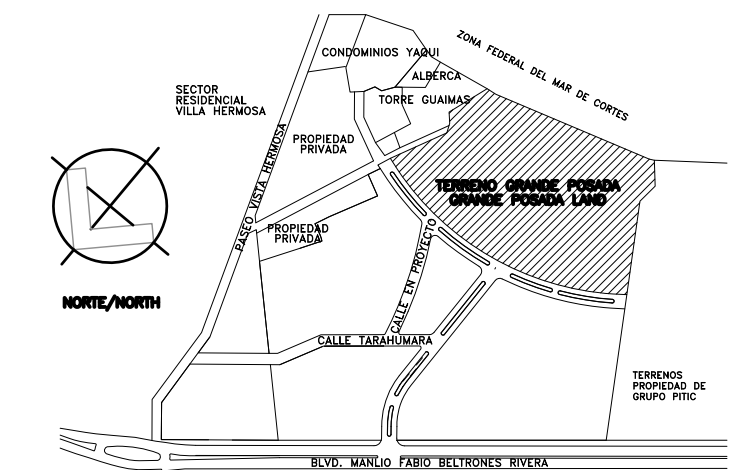 ZONA FEDERAL DEL MAR DE CORTES
CONDOMINIOS YAQUI
ALBERCA
TORRE GUAIMAS
SECTOR
RESIDENCIAL
VILLA HERMOSA
PROPIEDAD
PRIVADA
PASEO VISTA HERMOSA
TERRENO GRANDE POSADA
GRANDE POSADA LAND
PROPIEDAD
PRIVADA
CALLE EN PROYECTO
NORTE/NORTH
CALLE TARAHUMARA
TERRENOS
PROPIEDAD DE
GRUPO PITIC
BLVD. MANLIO FABIO BELTRONES RIVERA